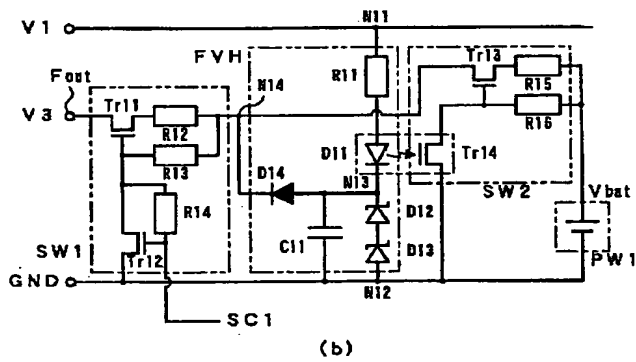 N11
V1
FVH
Tr13
Fout
N14
R11
R15
Tr11
V3
R12
R16
R13
D11
Tr14
D14
N13
SW2
R14
D12
Vbat
C11
D13
SW1
Tr12
PW1
GND
N12
SC1
(b)